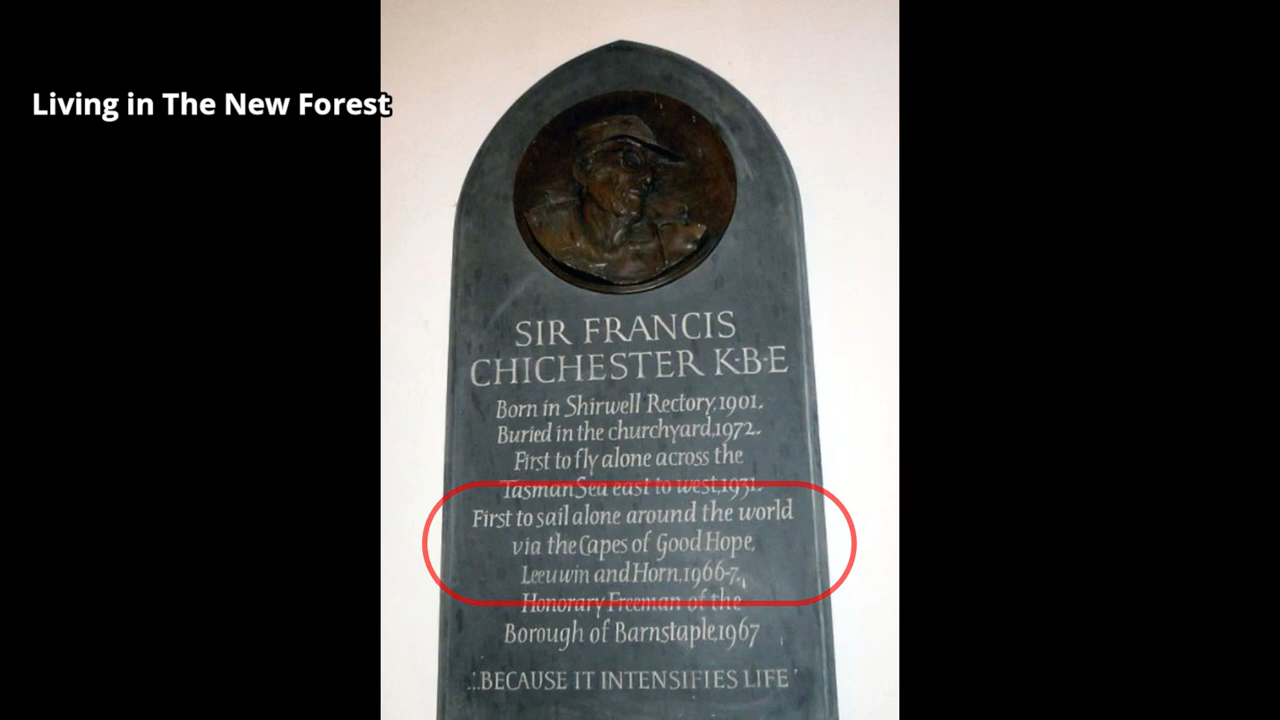 Living in The New Forest
SIR FRANCIS
CHICHESTER K·B·E
Born in Shirwell Rectory, 1901.
Buried in the churchyard, 1972.
First to fly alone across the
Tasman Sea east to west, 1931.
First to sail alone around the world
via the Capes of Good Hope,
Leeuwin and Horn, 1966-7.
Honorary Freeman of the
Borough of Barnstaple, 1967
'...BECAUSE IT INTENSIFIES LIFE'